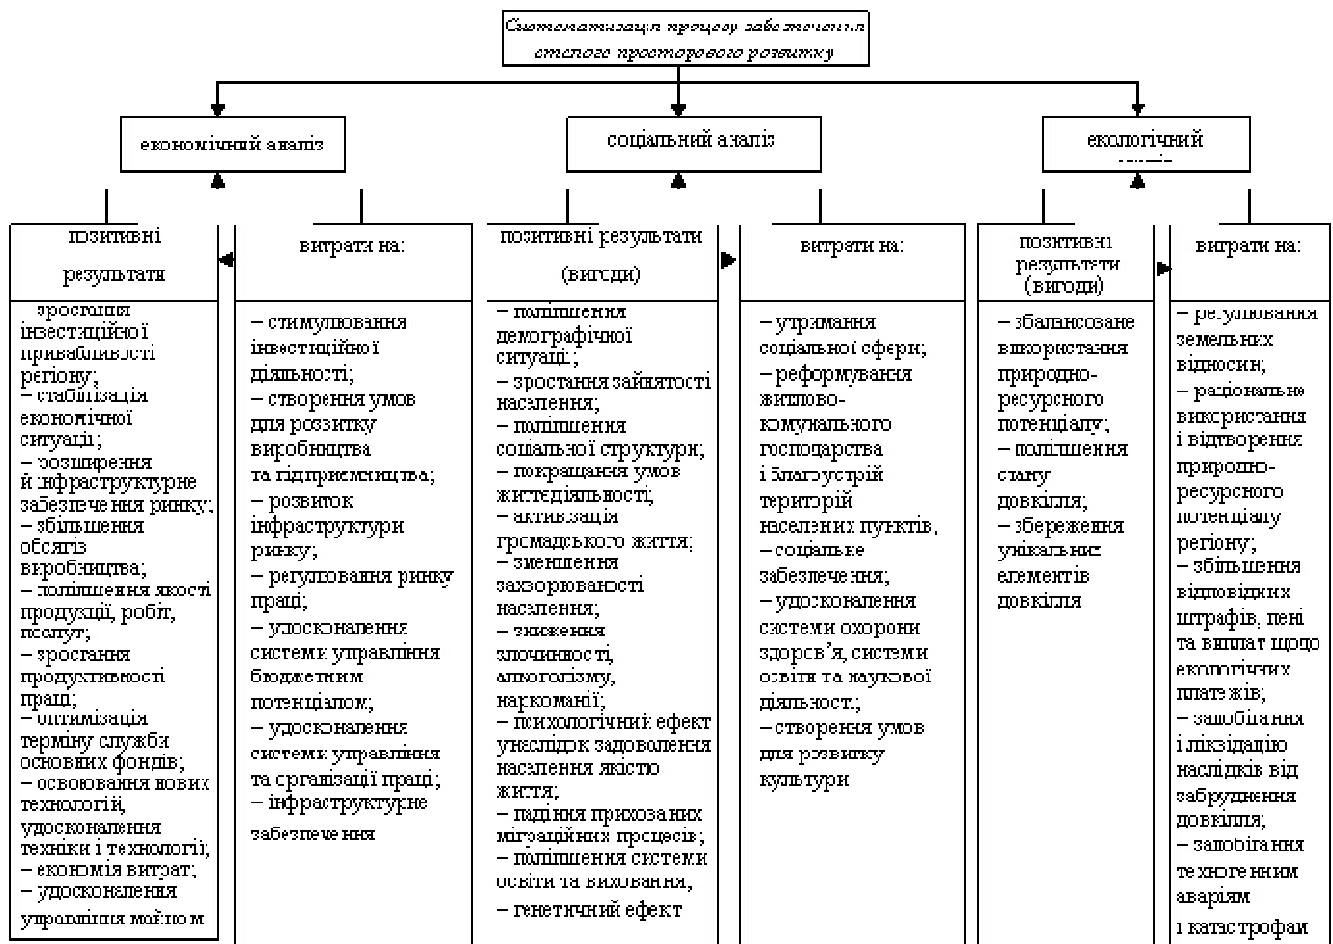 Систематизація процесу забезпечення
сталого просторового розвитку
економічний аналіз
соціальний аналіз
екологічний
позитивні
результати
– зростання
інвестиційної
привабливості
регіону;
– стабілізація
економічної
ситуації;
– розширення
й інфраструктурне
забезпечення ринку;
– збільшення
обсягів
виробництва;
– поліпшення якості
продукції, робіт,
послуг;
– зростання
продуктивності
праці;
– оптимізація
терміну служби
основних фондів;
– освоювання нових
технологій,
удосконалення
техніки і технології;
– економія витрат;
– удосконалення
управління майном
витрати на:
– стимулювання
інвестиційної
діяльності;
– створення умов
для розвитку
виробництва
та підприємництва;
– розвиток
інфраструктури
ринку;
– регулювання ринку
праці;
– удосконалення
системи управління
бюджетним
потенціалом;
– удосконалення
системи управління
та організації праці;
– інфраструктурне
забезпечення
позитивні результати
(вигоди)
– поліпшення
демографічної
ситуації;
– зростання зайнятості
населення;
– поліпшення
соціальної структури;
– покращання умов
життєдіяльності;
– активізація
громадського життя;
– зменшення
захворюваності
населення;
– зниження
злочинності,
алкоголізму,
наркоманії;
– психологічний ефект
унаслідок задоволення
населення якістю
життя;
– падіння прихованих
міграційних процесів;
– поліпшення системи
освіти та виховання;
– генетичний ефект
витрати на:
– утримання
соціальної сфери;
– реформування
житлово-
комунального
господарства
і благоустрій
територій
населених пунктів,
– соціальне
забезпечення;
– удосконалення
системи охорони
здоров’я, системи
освіти та наукової
діяльності;
– створення умов
для розвитку
культури
позитивні
результати
(вигоди)
– збалансоване
використання
природно-
ресурсного
потенціалу;
– поліпшення
стану
довкілля;
– збереження
унікальних
елементів
довкілля
витрати на:
– регулювання
земельних
відносин;
– раціональне
використання
і відтворення
природно-
ресурсного
потенціалу
регіону;
– збільшення
відповідних
штрафів, пені
та виплат щодо
екологічних
платежів;
– запобігання
і ліквідацію
наслідків від
забруднення
довкілля;
– запобігання
техногенним
аваріям
і катастрофам